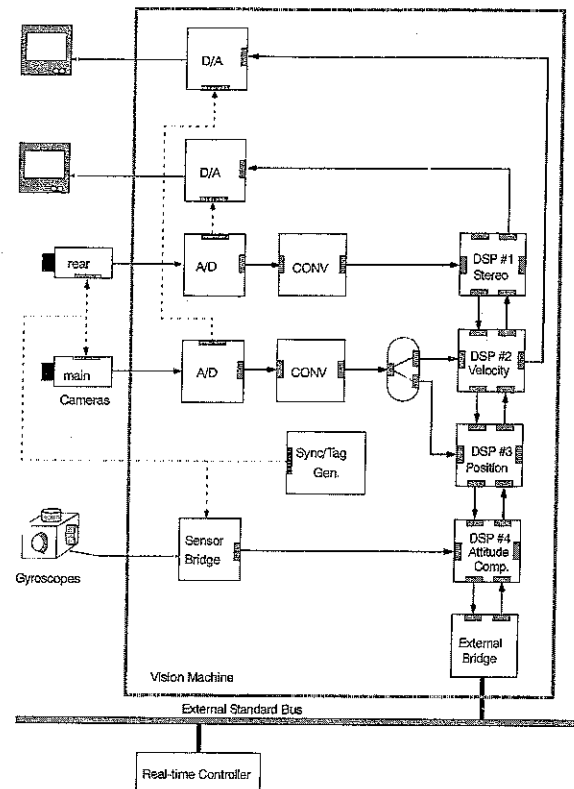 D/A
D/A
rear
A/D
CONV
DSP #1
Stereo
main
Cameras
A/D
CONV
DSP #2
Velocity
Sync/Tag
Gen.
DSP #3
Position
Gyroscopes
Sensor
Bridge
DSP #4
Attitude
Comp.
External
Bridge
Vision Machine
External Standard Bus
Real-time Controller